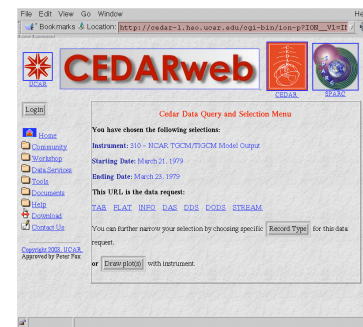 File Edit View Go Window
Bookmarks Location: http://cedar-l.hao.ucar.edu/cgi-bin/ion-p?ION__V1=If
UCAR
CEDARweb
CEDAR
SPARC
Login
Home
Community
Workshop
Data Services
Tools
Documents
Help
Download
Contact Us
Copyright 2003, UCAR.
Approved by Peter Fox
Cedar Data Query and Selection Menu
You have chosen the following selections:
Instrument: 310 - NCAR TGCM/TIGCM Model Output
Starting Date: March 21, 1979
Ending Date: March 23, 1979
This URL is the data request:
TAB FLAT INFO DAS DDS DODS STREAM
You can further narrow your selection by choosing specific Record Type for this data
request.
or Draw plot(s) with instrument.